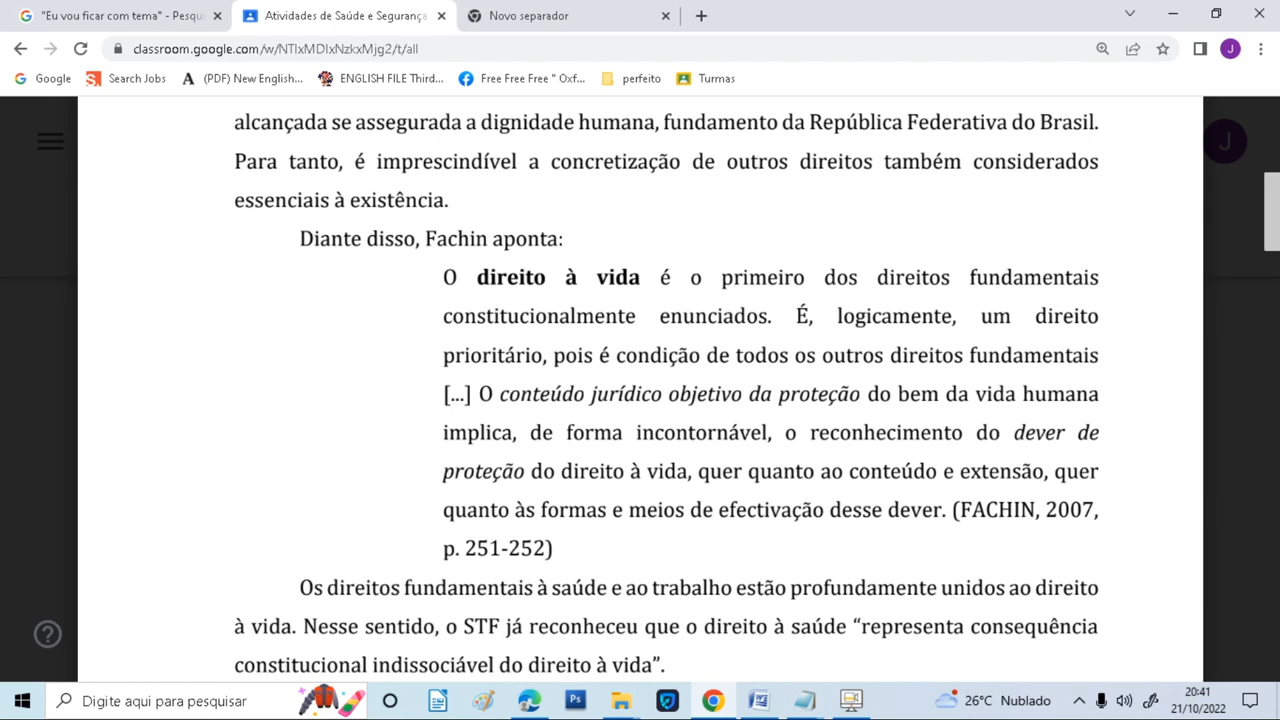 "Eu vou ficar com tema" - Pesqu
Atividades de Saúde e Segurança
Novo separador
classroom.google.com/w/NTIxMDIxNzkxMjg2/t/all
J
Google
Search Jobs
(PDF) New English...
ENGLISH FILE Third...
Free Free Free " Oxf...
perfeito
Turmas
J
alcançada se assegurada a dignidade humana, fundamento da República Federativa do Brasil.
Para tanto, é imprescindível a concretização de outros direitos também considerados
essenciais à existência.
Diante disso, Fachin aponta:
O direito à vida é o primeiro dos direitos fundamentais
constitucionalmente enunciados. É, logicamente, um direito
prioritário, pois é condição de todos os outros direitos fundamentais
[...] O conteúdo jurídico objetivo da proteção do bem da vida humana
implica, de forma incontornável, o reconhecimento do dever de
proteção do direito à vida, quer quanto ao conteúdo e extensão, quer
quanto às formas e meios de efectivação desse dever. (FACHIN, 2007,
p. 251-252)
Os direitos fundamentais à saúde e ao trabalho estão profundamente unidos ao direito
à vida. Nesse sentido, o STF já reconheceu que o direito à saúde “representa consequência
constitucional indissociável do direito à vida”.
Digite aqui para pesquisar
Ps
26°C Nublado
20:41
21/10/2022